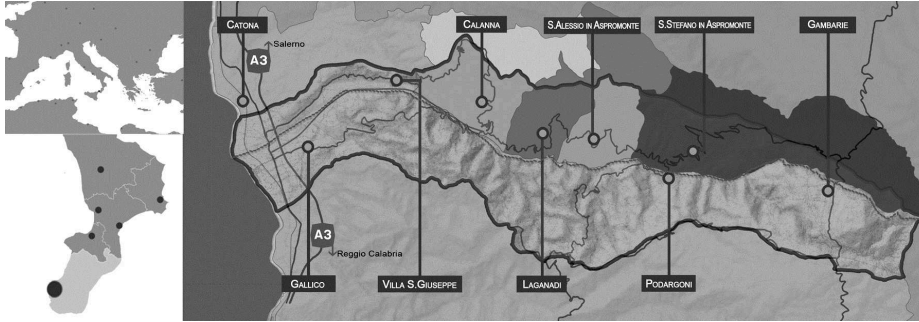 CATONA
CALANNA
S.ALESSIO IN ASPROMONTE
S.STEFANO IN ASPROMONTE
GAMBARIE
Salerno
A3
A3
Reggio Calabria
GALLICO
VILLA S.GIUSEPPE
LAGANADI
PODARGONI